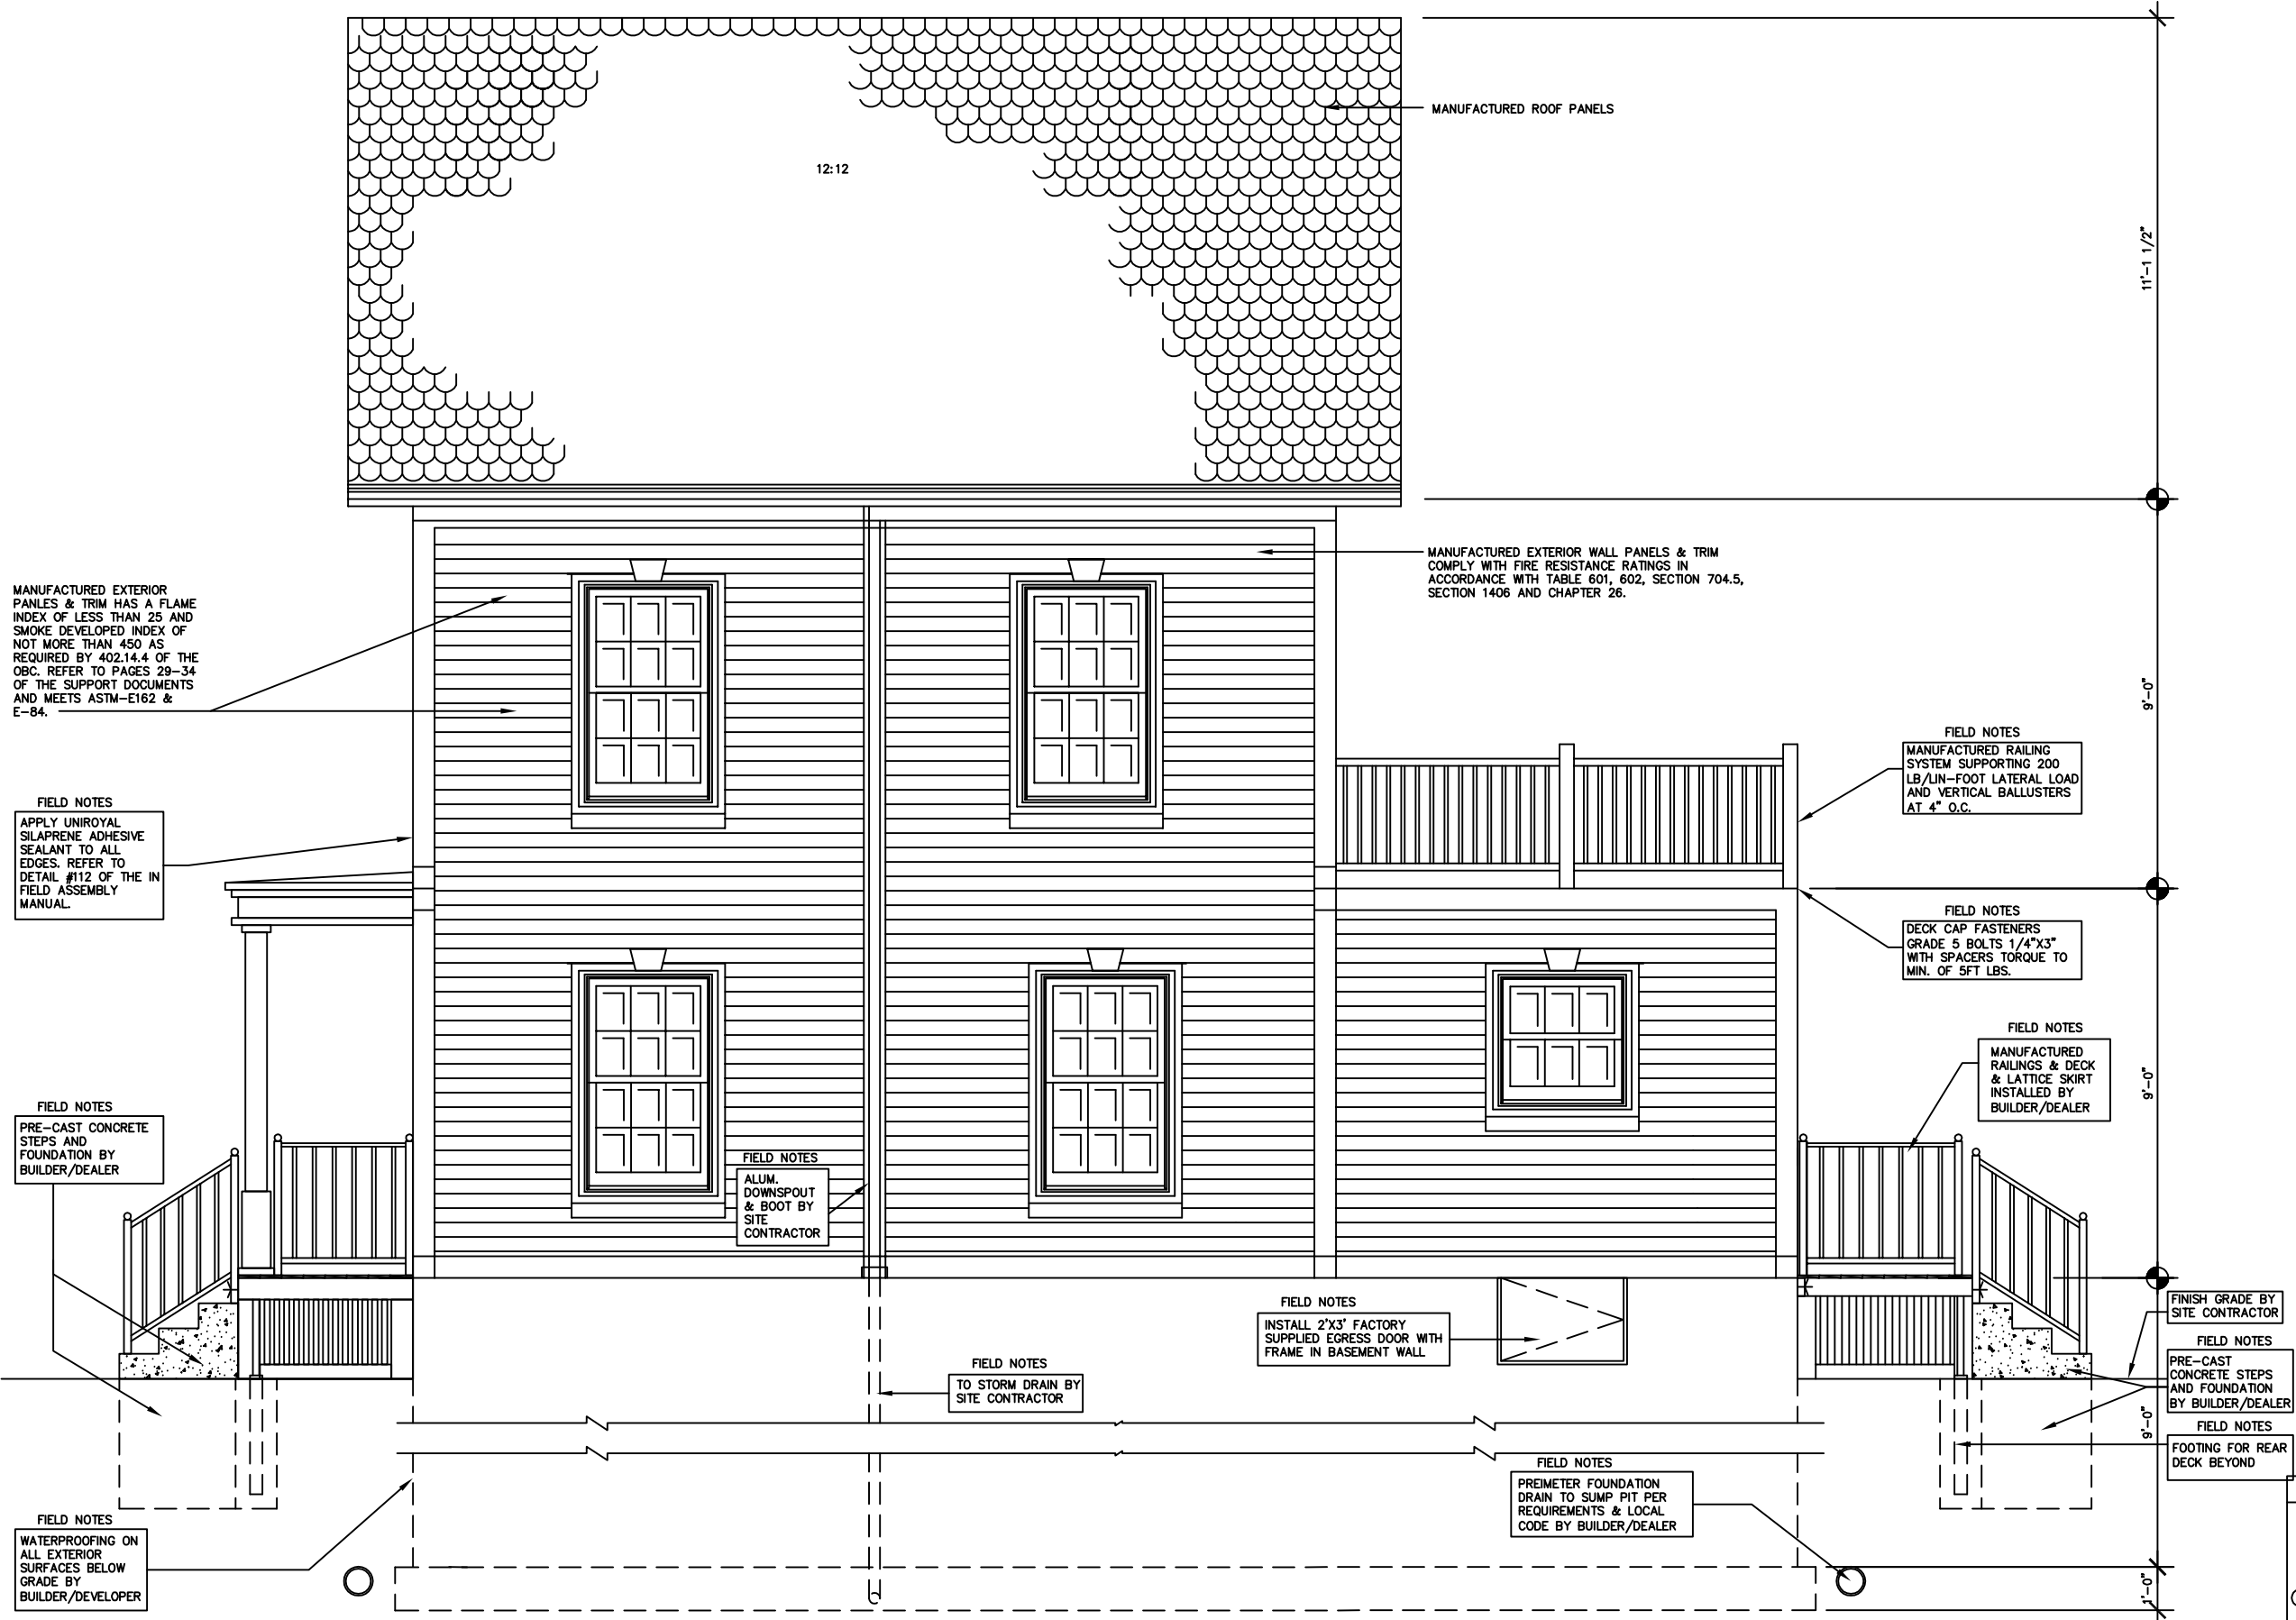 MANUFACTURED ROOF PANELS
12:12
11'-1 1/2"
MANUFACTURED EXTERIOR WALL PANELS & TRIM
COMPLY WITH FIRE RESISTANCE RATINGS IN
ACCORDANCE WITH TABLE 601, 602, SECTION 704.5,
SECTION 1406 AND CHAPTER 26.
MANUFACTURED EXTERIOR
PANLES & TRIM HAS A FLAME
INDEX OF LESS THAN 25 AND
SMOKE DEVELOPED INDEX OF
NOT MORE THAN 450 AS
REQUIRED BY 402.14.4 OF THE
OBC. REFER TO PAGES 29-34
OF THE SUPPORT DOCUMENTS
AND MEETS ASTM-E162 &
E-84.
9'-0"
FIELD NOTES
MANUFACTURED RAILING
SYSTEM SUPPORTING 200
LB/LIN-FOOT LATERAL LOAD
AND VERTICAL BALLUSTERS
AT 4" O.C.
FIELD NOTES
APPLY UNIROYAL
SILAPRENE ADHESIVE
SEALANT TO ALL
EDGES. REFER TO
DETAIL #112 OF THE IN
FIELD ASSEMBLY
MANUAL.
FIELD NOTES
DECK CAP FASTENERS
GRADE 5 BOLTS 1/4"X3"
WITH SPACERS TORQUE TO
MIN. OF 5FT LBS.
FIELD NOTES
MANUFACTURED
RAILINGS & DECK
& LATTICE SKIRT
INSTALLED BY
BUILDER/DEALER
9'-0"
FIELD NOTES
PRE-CAST CONCRETE
STEPS AND
FOUNDATION BY
BUILDER/DEALER
FIELD NOTES
ALUM.
DOWNSPOUT
& BOOT BY
SITE
CONTRACTOR
FIELD NOTES
INSTALL 2'X3' FACTORY
SUPPLIED EGRESS DOOR WITH
FRAME IN BASEMENT WALL
FINISH GRADE BY
SITE CONTRACTOR
FIELD NOTES
PRE-CAST
CONCRETE STEPS
AND FOUNDATION
BY BUILDER/DEALER
FIELD NOTES
TO STORM DRAIN BY
SITE CONTRACTOR
9'-0"
FIELD NOTES
FOOTING FOR REAR
DECK BEYOND
FIELD NOTES
PREIMETER FOUNDATION
DRAIN TO SUMP PIT PER
REQUIREMENTS & LOCAL
CODE BY BUILDER/DEALER
FIELD NOTES
WATERPROOFING ON
ALL EXTERIOR
SURFACES BELOW
GRADE BY
BUILDER/DEVELOPER
1'-0"